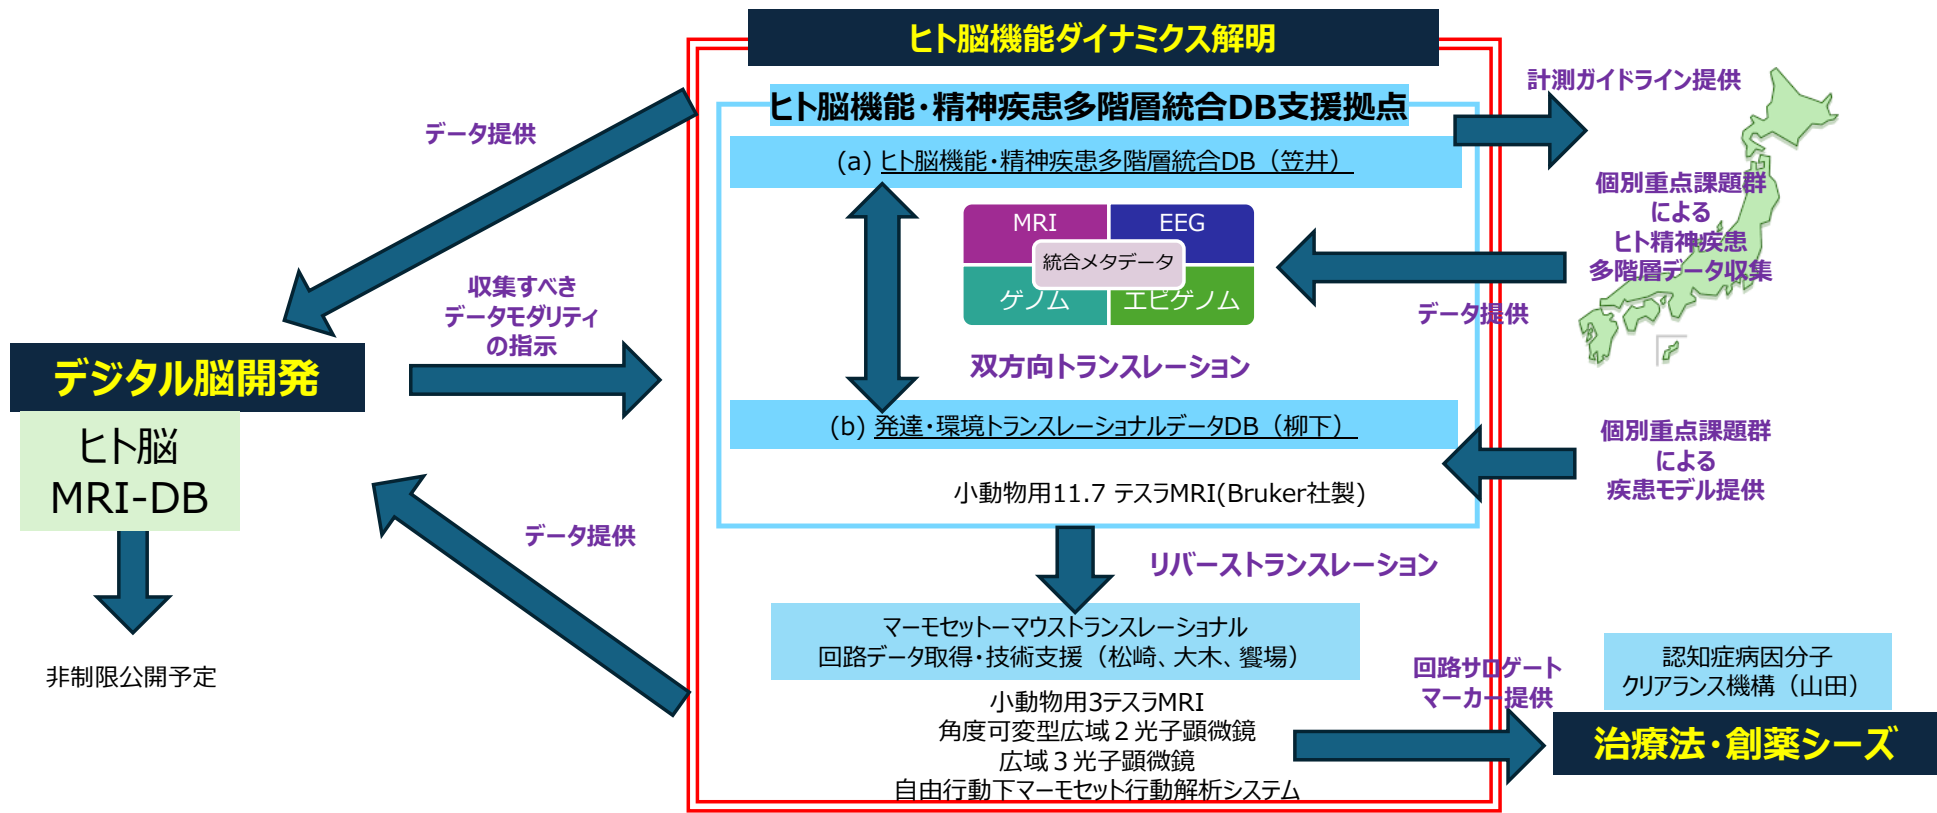 ヒト脳機能ダイナミクス解明
ヒト脳機能・精神疾患多階層統合DB支援拠点
(a) ヒト脳機能・精神疾患多階層統合DB（笠井）
MRI
EEG
統合メタデータ
ゲノム
エピゲノム
双方向トランスレーション
(b) 発達・環境トランスレーショナルデータDB（柳下）
小動物用11.7 テスラMRI(Bruker社製)
リバーストランスレーション
マーモセットーマウストランスレーショナル
回路データ取得・技術支援（松崎、大木、饗場）
小動物用3テスラMRI
角度可変型広域２光子顕微鏡
広域３光子顕微鏡
自由行動下マーモセット行動解析システム
データ提供
収集すべき
データモダリティ
の指示
デジタル脳開発
ヒト脳
MRI-DB
データ提供
非制限公開予定
計測ガイドライン提供
個別重点課題群
による
ヒト精神疾患
多階層データ収集
データ提供
個別重点課題群
による
疾患モデル提供
回路サロゲート
マーカー提供
認知症病因分子
クリアランス機構（山田）
治療法・創薬シーズ